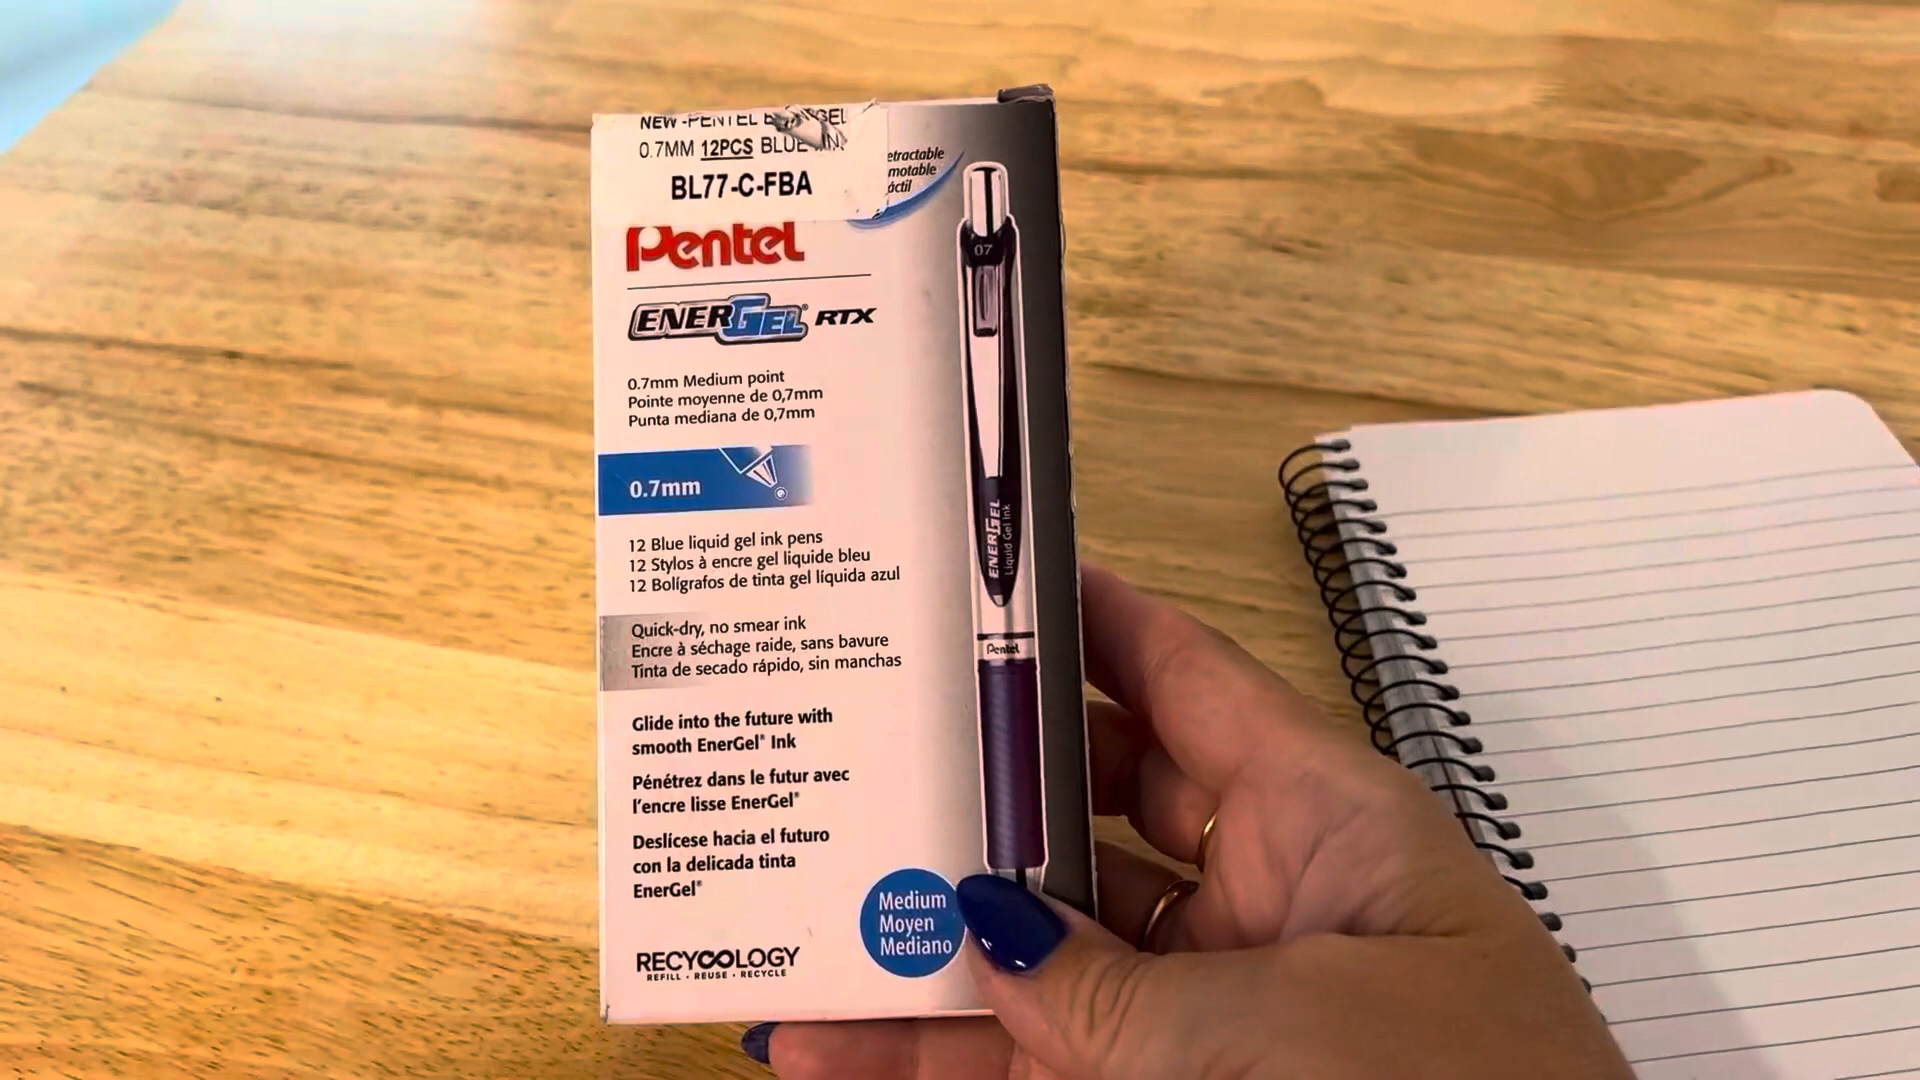 NEW -PENTEL
0.7MM 12PCS BLUE
BL77-C-FBA
Pentel
ENERGEL® RTX
0.7mm Medium point
Pointe moyenne de 0,7mm
Punta mediana de 0,7mm
0.7mm
12 Blue liquid gel ink pens
12 Stylos à encre gel liquide bleu
12 Bolígrafos de tinta gel líquida azul
Quick-dry, no smear ink
Encre à séchage raide, sans bavure
Tinta de secado rápido, sin manchas
Glide into the future with
smooth EnerGel® Ink
Pénétrez dans le futur avec
l'encre lisse EnerGel®
Deslícese hacia el futuro
con la delicada tinta
EnerGel®
RECYCOLOGY
REFILL • REUSE • RECYCLE
Medium
Moyen
Mediano
07
ENERGEL
Liquid Gel Ink
Pentel